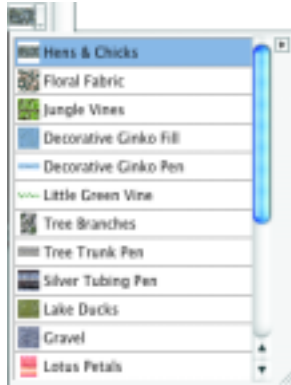 Hens & Chicks
Floral Fabric
Jungle Vines
Decorative Ginko Fill
Decorative Ginko Pen
Little Green Vine
Tree Branches
Tree Trunk Pen
Silver Tubing Pen
Lake Ducks
Gravel
Lotus Petals